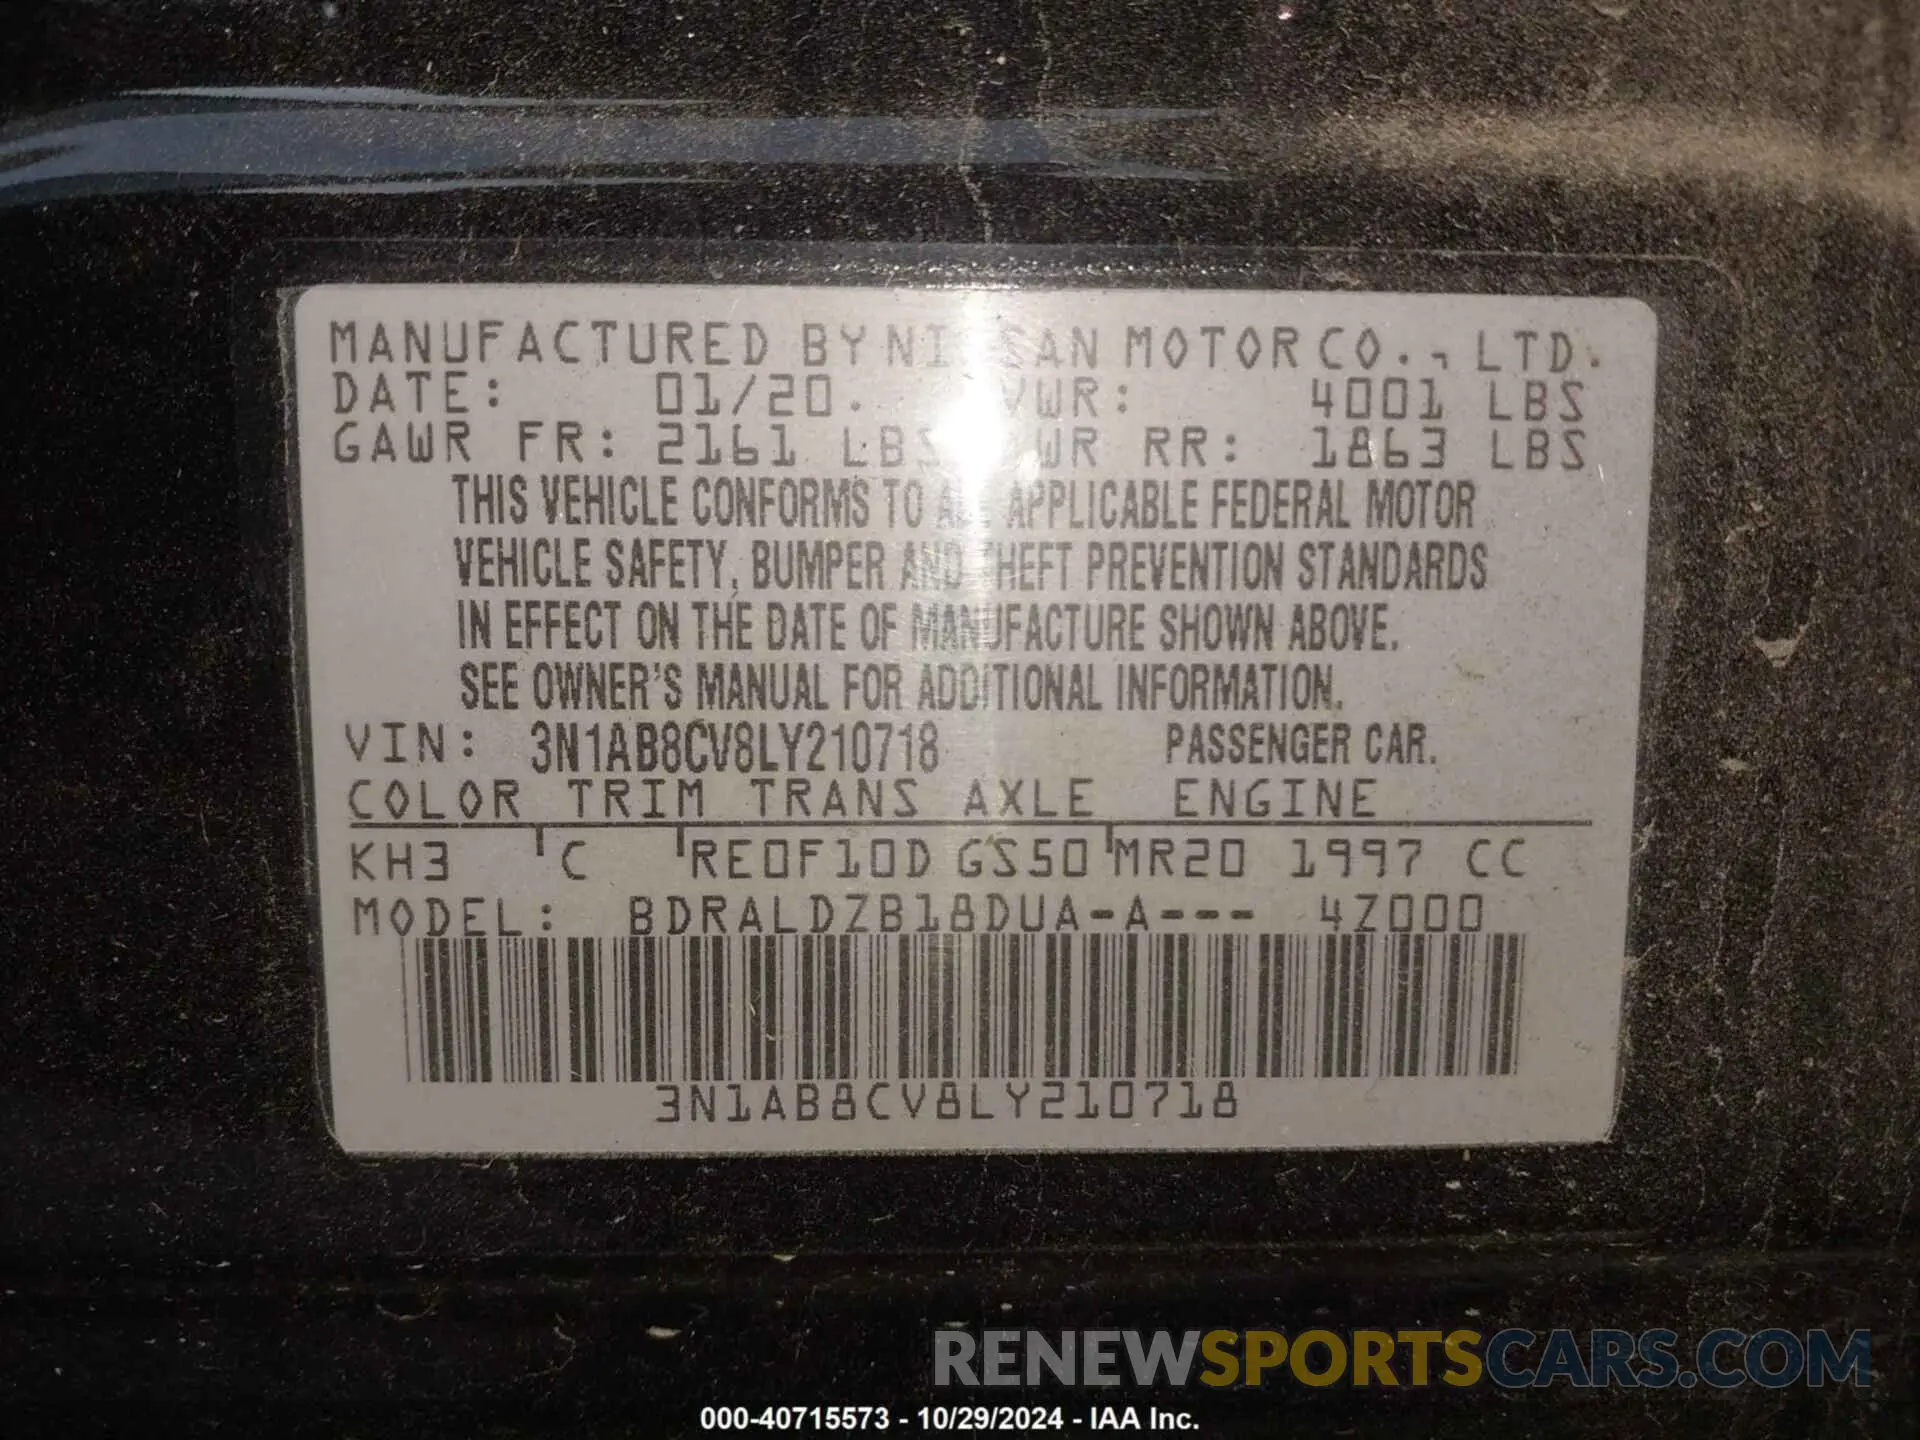 MANUFACTURED BY NISSAN MOTOR CO., LTD.
DATE: 01/20. VWR: 4001 LBS
GAWR FR: 2161 LBS WR RR: 1863 LBS
THIS VEHICLE CONFORMS TO ALL APPLICABLE FEDERAL MOTOR
VEHICLE SAFETY, BUMPER AND THEFT PREVENTION STANDARDS
IN EFFECT ON THE DATE OF MANUFACTURE SHOWN ABOVE.
SEE OWNER'S MANUAL FOR ADDITIONAL INFORMATION.
VIN: 3N1AB8CV8LY210718 PASSENGER CAR.
COLOR TRIM TRANS AXLE ENGINE
KH3 C RE0F10D GS50 MR20 1997 CC
MODEL: BDRALDZB18DUA-A--- 4Z000
3N1AB8CV8LY210718
RENEWSPORTSCARS.COM
000-40715573 - 10/29/2024 - IAA Inc.